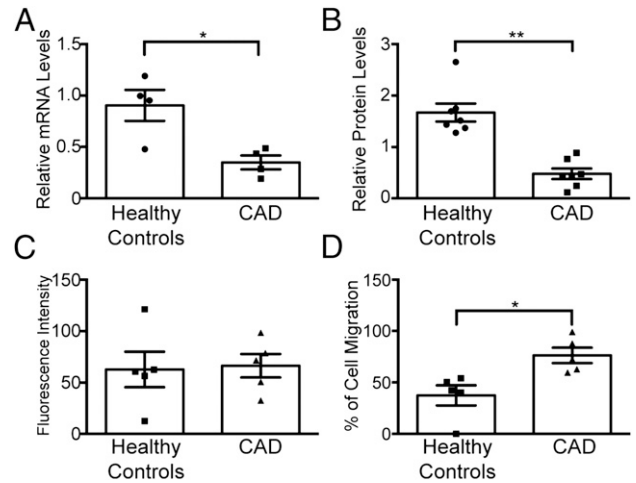 A
Relative mRNA Levels
1.5
1.0
0.5
0
*
Healthy
Controls
CAD
B
Relative Protein Levels
3
2
1
0
**
Healthy
Controls
CAD
C
Fluorescence Intensity
150
100
50
0
Healthy
Controls
CAD
D
% of Cell Migration
150
100
50
0
*
Healthy
Controls
CAD